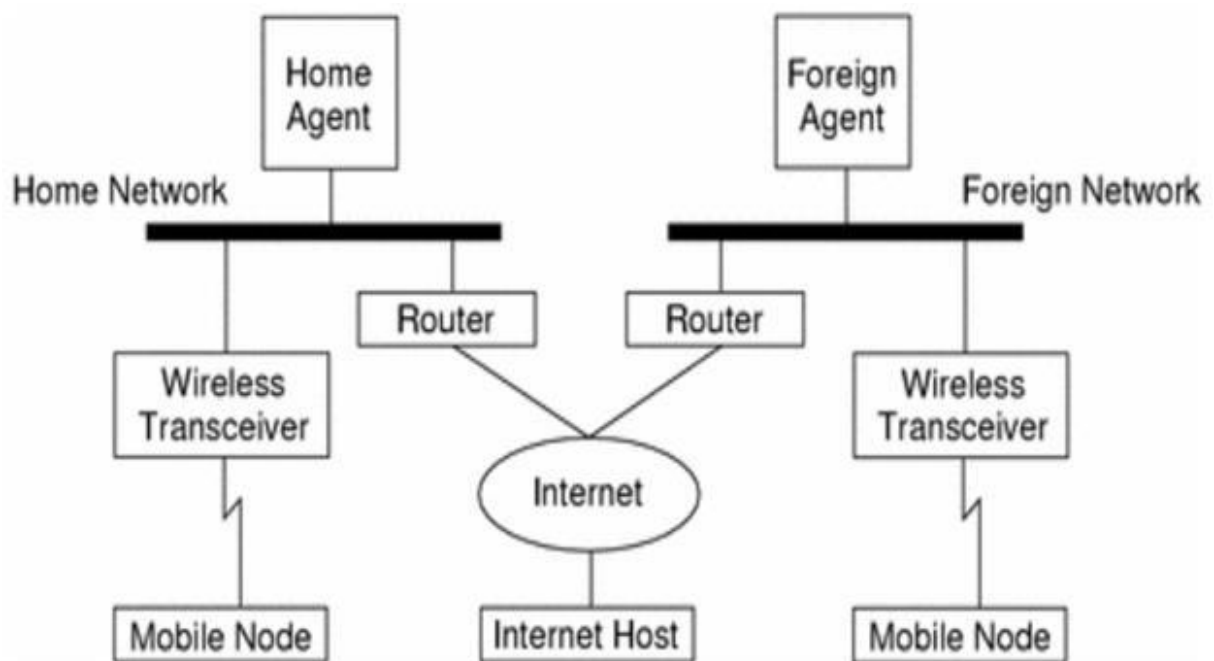 Home
Agent
Foreign
Agent
Home Network
Foreign Network
Router
Router
Wireless
Transceiver
Wireless
Transceiver
Internet
Mobile Node
Internet Host
Mobile Node